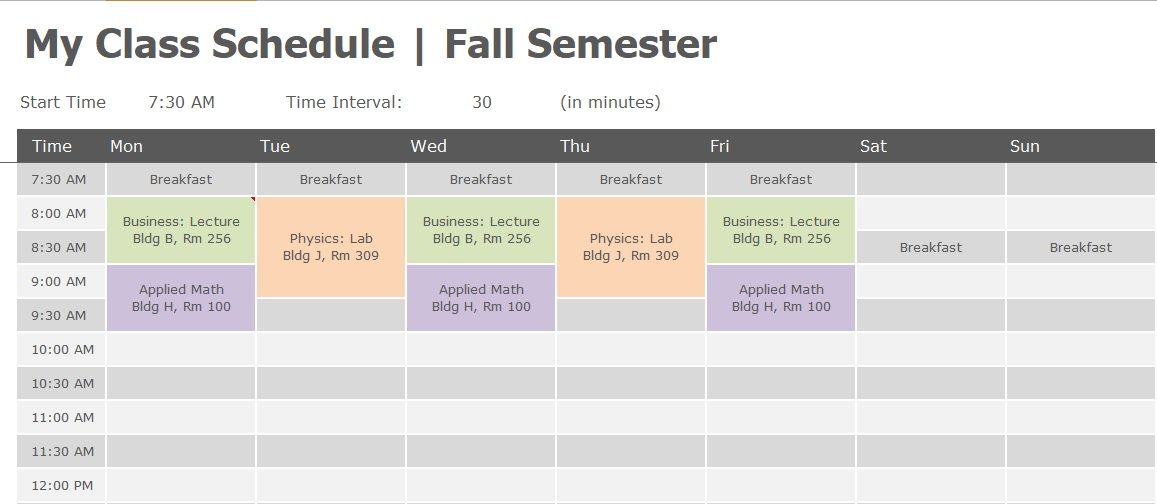 My Class Schedule | Fall Semester
Start Time 7:30 AM Time Interval: 30 (in minutes)
Time Mon Tue Wed Thu Fri Sat Sun
7:30 AM Breakfast Breakfast Breakfast Breakfast Breakfast
8:00 AM
Business: Lecture
Bldg B, Rm 256
Physics: Lab
Bldg J, Rm 309
Business: Lecture
Bldg B, Rm 256
Physics: Lab
Bldg J, Rm 309
Business: Lecture
Bldg B, Rm 256
8:30 AM Breakfast Breakfast
9:00 AM
Applied Math
Bldg H, Rm 100
Applied Math
Bldg H, Rm 100
Applied Math
Bldg H, Rm 100
9:30 AM
10:00 AM
10:30 AM
11:00 AM
11:30 AM
12:00 PM